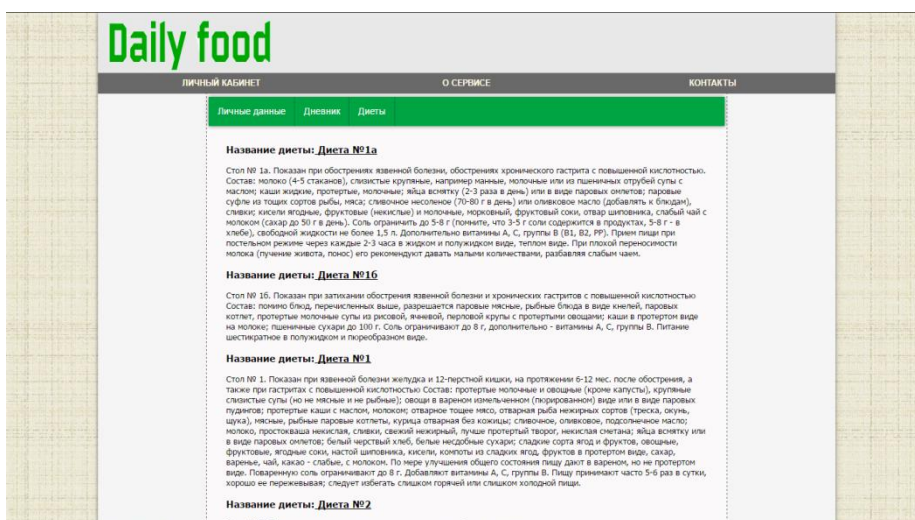 Daily food
ЛИЧНЫЙ КАБИНЕТ О СЕРВИСЕ КОНТАКТЫ
Личные данные Дневник Диеты
Название диеты: Диета №1а
Стол № 1а. Показан при обострениях язвенной болезни, обострениях хронического гастрита с повышенной кислотностью.
Состав: молоко (4-5 стаканов), слизистые крупяные, например манные, молочные или из пшеничных отрубей супы с
маслом; каши жидкие, протертые, молочные; яйца всмятку (2-3 раза в день) или в виде паровых омлетов; паровые
суфле из тощих сортов рыбы, мяса; сливочное несоленое (70-80 г в день) или оливковое масло (добавлять к блюдам),
сливки; кисели ягодные, фруктовые (некислые) и молочные, морковный, фруктовый соки, отвар шиповника, слабый чай с
молоком (сахар до 50 г в день). Соль ограничить до 5-8 г (помните, что 3-5 г соли содержится в продуктах, 5-8 г - в
хлебе), свободной жидкости не более 1,5 л. Дополнительно витамины А, С, группы В (В1, В2, РР). Прием пищи при
постельном режиме через каждые 2-3 часа в жидком и полужидком виде, теплом виде. При плохой переносимости
молока (пучение живота, понос) его рекомендуют давать малыми количествами, разбавляя слабым чаем.
Название диеты: Диета №1б
Стол № 1б. Показан при затихании обострения язвенной болезни и хронических гастритов с повышенной кислотностью
Состав: помимо блюд, перечисленных выше, разрешается паровые мясные, рыбные блюда в виде кнелей, паровых
котлет, протертые молочные супы из рисовой, ячневой, перловой крупы с протертыми овощами; каши в протертом виде
на молоке; пшеничные сухари до 100 г. Соль ограничивают до 8 г, дополнительно - витамины А, С, группы В. Питание
шестикратное в полужидком и пюреобразном виде.
Название диеты: Диета №1
Стол № 1. Показан при язвенной болезни желудка и 12-перстной кишки, на протяжении 6-12 мес. после обострения, а
также при гастритах с повышенной кислотностью Состав: протертые молочные и овощные (кроме капусты), крупяные
слизистые супы (но не мясные и не рыбные); овощи в вареном измельченном (пюрированном) виде или в виде паровых
пудингов; протертые каши с маслом, молоком; отварное тощее мясо, отварная рыба нежирных сортов (треска, окунь,
щука), мясные, рыбные паровые котлеты, курица отварная без кожицы; сливочное, оливковое, подсолнечное масло;
молоко, простокваша некислая, сливки, свежий нежирный, лучше протертый творог, некислая сметана; яйца всмятку или
в виде паровых омлетов; белый черствый хлеб, белые несдобные сухари; сладкие сорта ягод и фруктов, овощные,
фруктовые, ягодные соки, настой шиповника, кисели, компоты из сладких ягод, фруктов в протертом виде, сахар,
варенье, чай, какао - слабые, с молоком. По мере улучшения общего состояния пищу дают в вареном, но не протертом
виде. Поваренную соль ограничивают до 8 г. Добавляют витамины А, С, группы В. Пищу принимают часто 5-6 раз в сутки,
хорошо ее пережевывая; следует избегать слишком горячей или слишком холодной пищи.
Название диеты: Диета №2